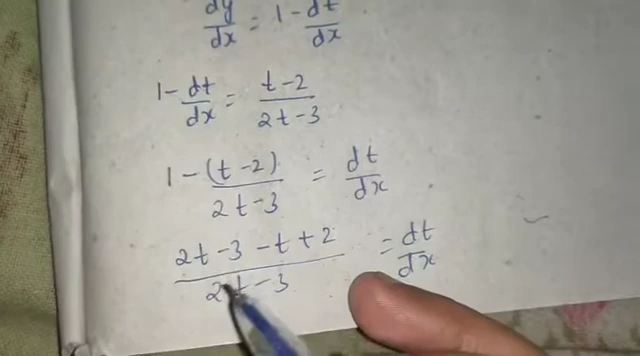 dy/dx = 1 - dt/dx
1 - dt/dx = t-2/2t-3
1 - (t-2)/2t-3 = dt/dx
2t-3-t+2/2t-3 = dt/dx